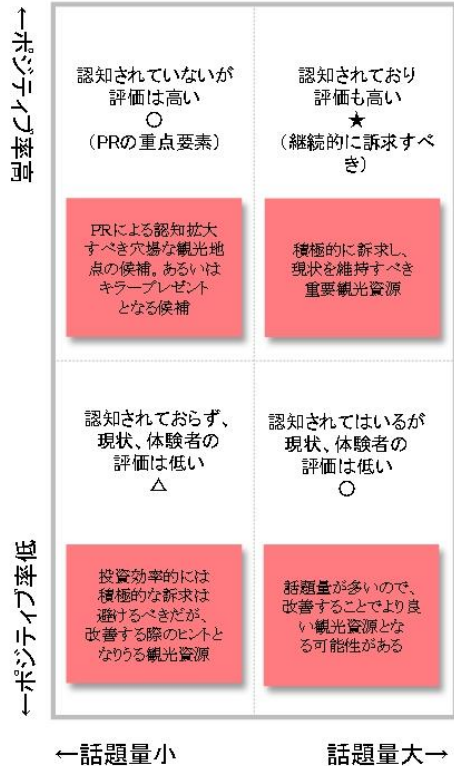 ←ポジティブ率高
認知されていないが
評価は高い
○
(PRの重点要素)
PRによる認知拡大
すべき穴場な観光地
点の候補。あるいは
キラープレゼント
となる候補
認知されており
評価も高い
★
(継続的に訴求すべ
き)
積極的に訴求し、
現状を維持すべき
重要観光資源
←ポジティブ率低
認知されておらず、
現状、体験者の
評価は低い
△
投資効率的には
積極的な訴求は
避けるべきだが、
改善する際のヒントと
なりうる観光資源
認知されてはいるが
現状、体験者の
評価は低い
○
話題量が多いので、
改善することでより良
い観光資源とな
る可能性がある
←話題量小
話題量大→